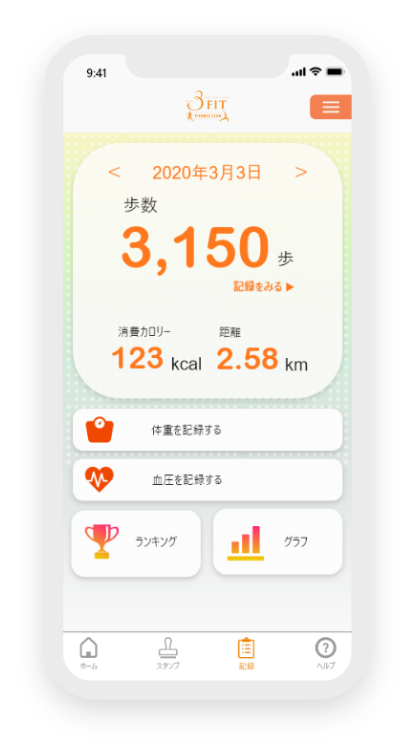 9:41
3FIT
FITNESS CLUB
< 2020年3月3日 >
歩数
3,150 歩
記録をみる ▶
消費カロリー 距離
123 kcal 2.58 km
体重を記録する
血圧を記録する
ランキング グラフ
ホーム スタンプ 記録 ヘルプ